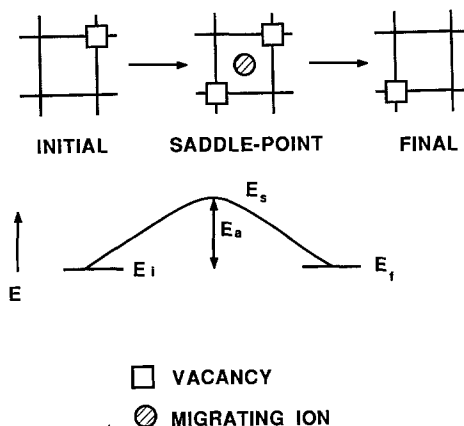 INITIAL
SADDLE-POINT
FINAL
E
Ei
Es
Ea
Ef
VACANCY
MIGRATING ION